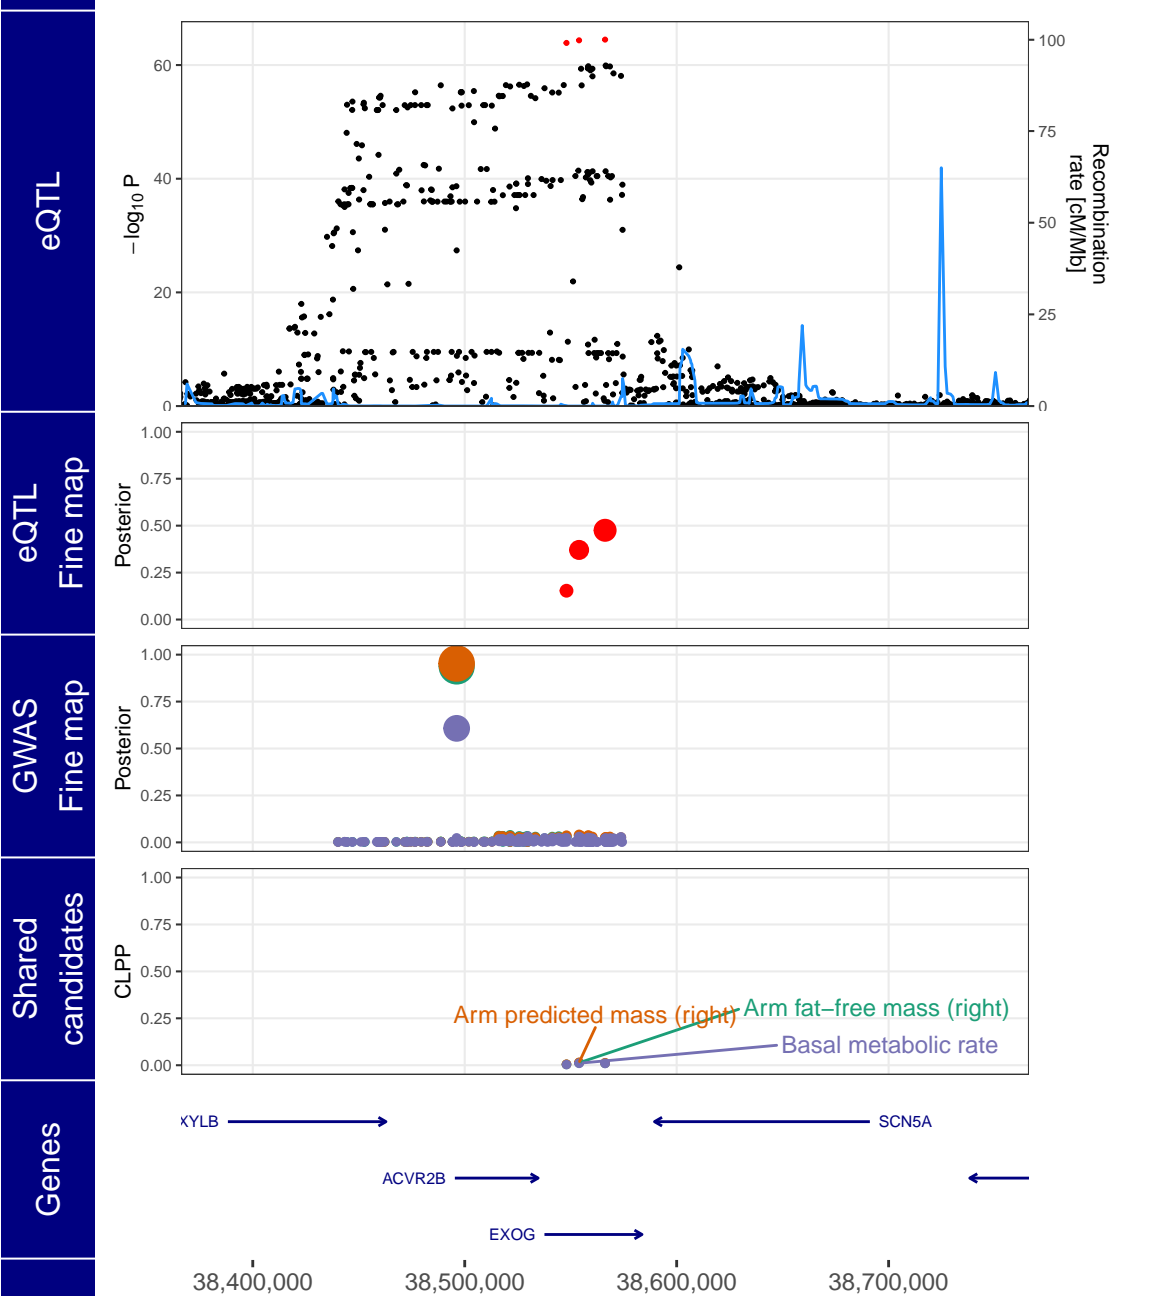 eQTL
−log10 P
60
40
20
0
100
75
50
25
0
Recombination
rate [cM/Mb]
eQTL
Fine map
Posterior
1.00
0.75
0.50
0.25
0.00
GWAS
Fine map
Posterior
1.00
0.75
0.50
0.25
0.00
Shared
candidates
CLPP
1.00
0.75
0.50
0.25
0.00
Arm predicted mass (right)
Arm fat−free mass (right)
Basal metabolic rate
Genes
XYLB
SCN5A
ACVR2B
EXOG
38,400,000
38,500,000
38,600,000
38,700,000